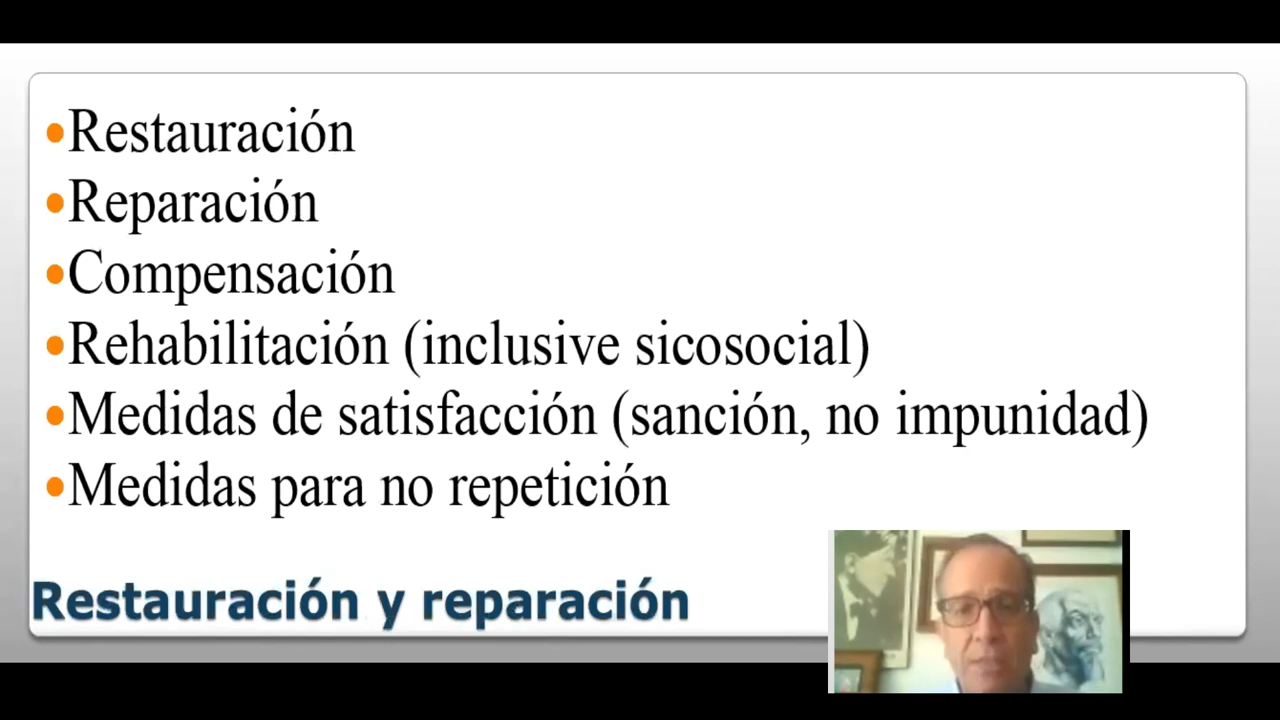 •Restauración
•Reparación
•Compensación
•Rehabilitación (inclusive sicosocial)
•Medidas de satisfacción (sanción, no impunidad)
•Medidas para no repetición
Restauración y reparación